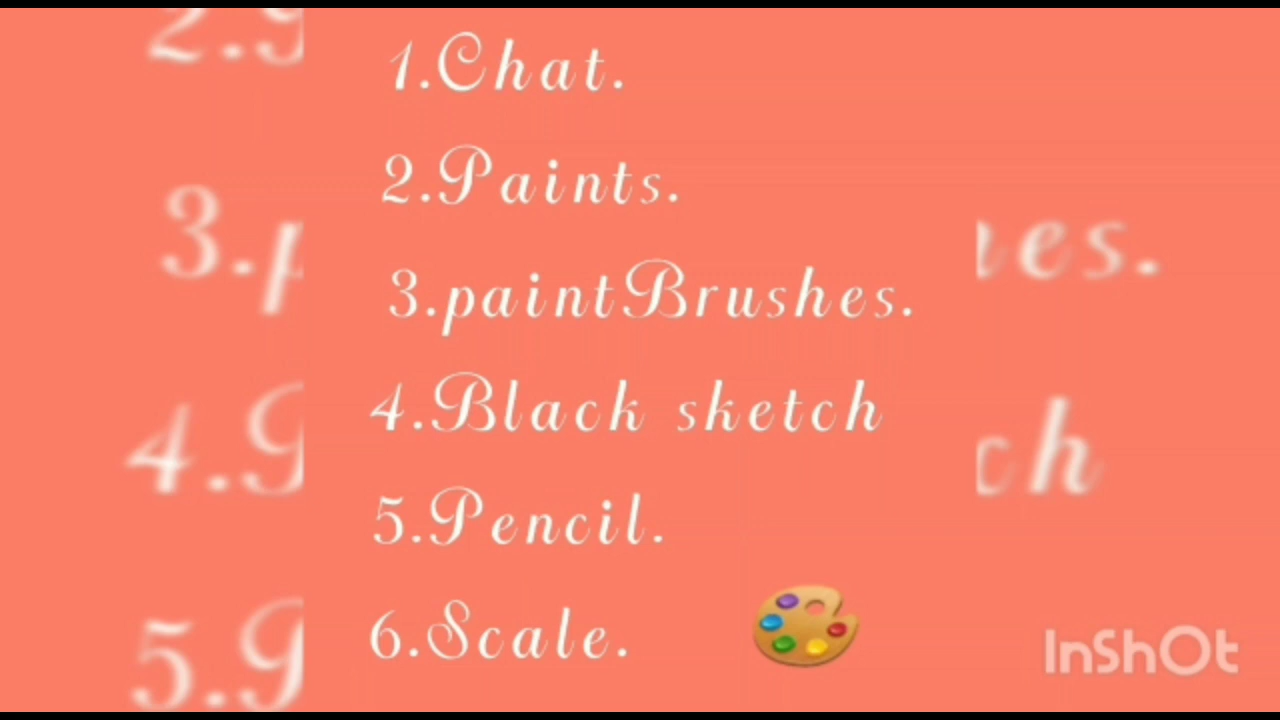 1.Chat.
2.Paints.
3.paintBrushes.
4.Black sketch
5.Pencil.
6.Scale.
InShOt